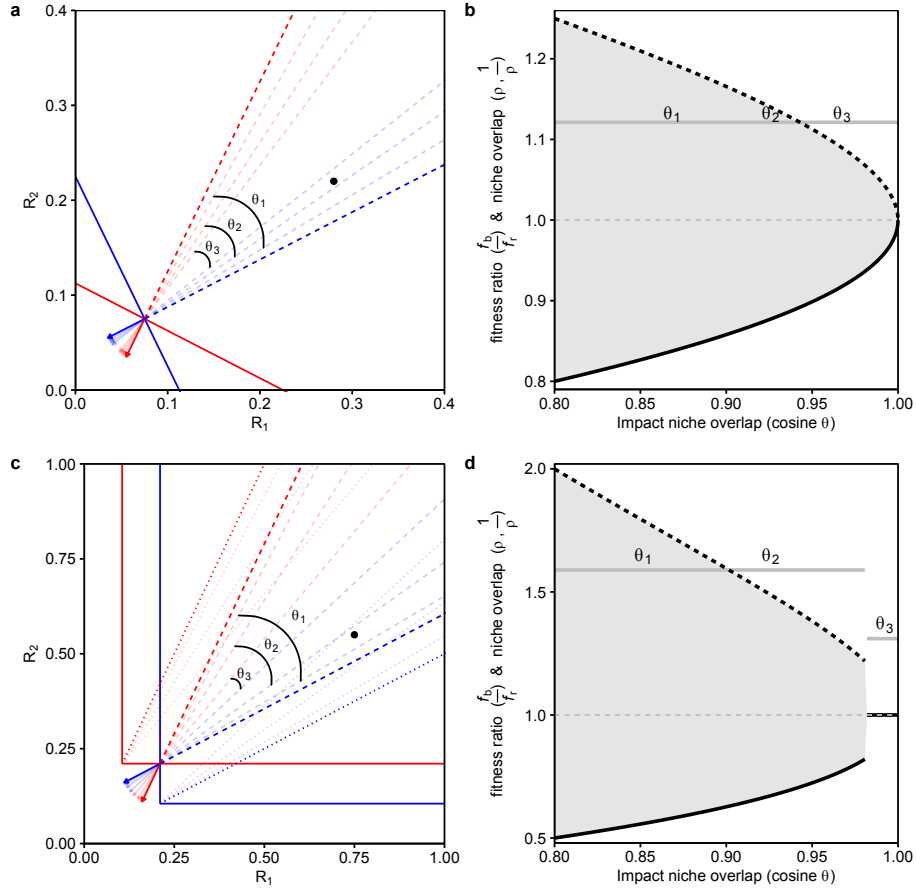 a
0.4
0.3
0.2
0.1
0.0
R2
θ1
θ2
θ3
0.0 0.1 0.2 0.3 0.4
R1
b
1.2
1.1
1.0
0.9
0.8
fitness ratio (fb/fr) & niche overlap (ρ, 1/ρ)
θ1 θ2 θ3
0.80 0.85 0.90 0.95 1.00
Impact niche overlap (cosine θ)
c
1.00
0.75
0.50
0.25
0.00
R2
θ1
θ2
θ3
0.00 0.25 0.50 0.75 1.00
R1
d
2.0
1.5
1.0
0.5
fitness ratio (fb/fr) & niche overlap (ρ, 1/ρ)
θ1 θ2
θ3
0.80 0.85 0.90 0.95 1.00
Impact niche overlap (cosine θ)